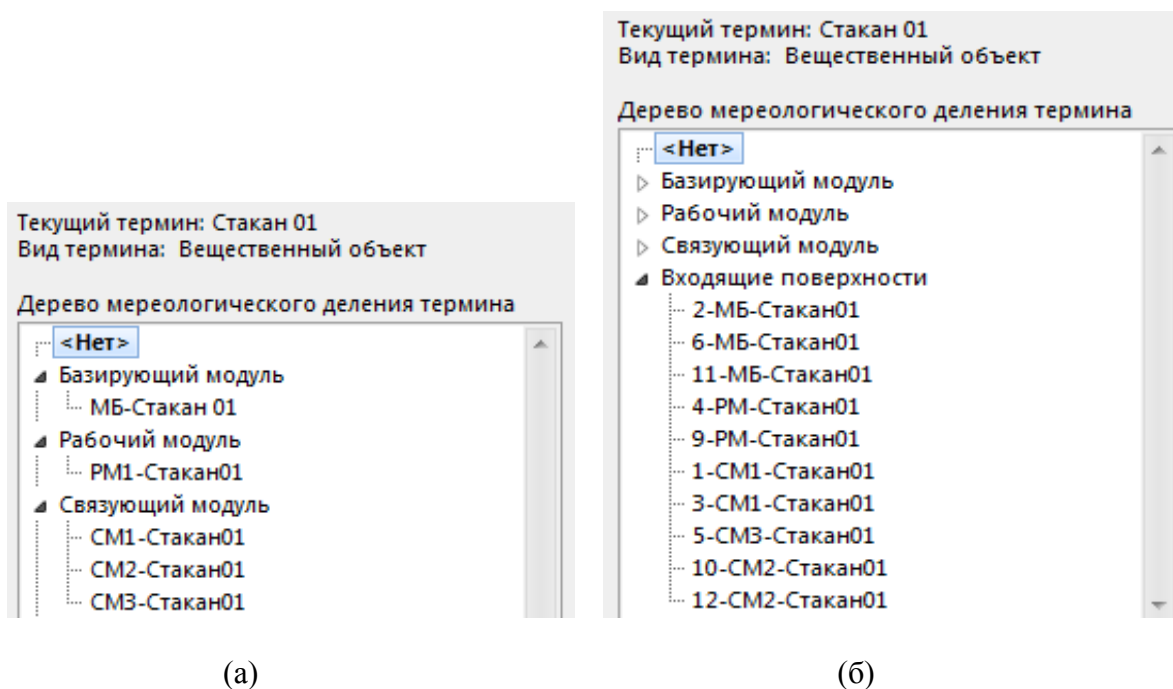 Текущий термин: Стакан 01
Вид термина: Вещественный объект
Дерево мереологического деления термина
<Нет>
Базирующий модуль
МБ-Стакан 01
Рабочий модуль
РМ1-Стакан01
Связующий модуль
СМ1-Стакан01
СМ2-Стакан01
СМ3-Стакан01
(а)
Текущий термин: Стакан 01
Вид термина: Вещественный объект
Дерево мереологического деления термина
<Нет>
Базирующий модуль
Рабочий модуль
Связующий модуль
Входящие поверхности
2-МБ-Стакан01
6-МБ-Стакан01
11-МБ-Стакан01
4-РМ-Стакан01
9-РМ-Стакан01
1-СМ1-Стакан01
3-СМ1-Стакан01
5-СМ3-Стакан01
10-СМ2-Стакан01
12-СМ2-Стакан01
(б)